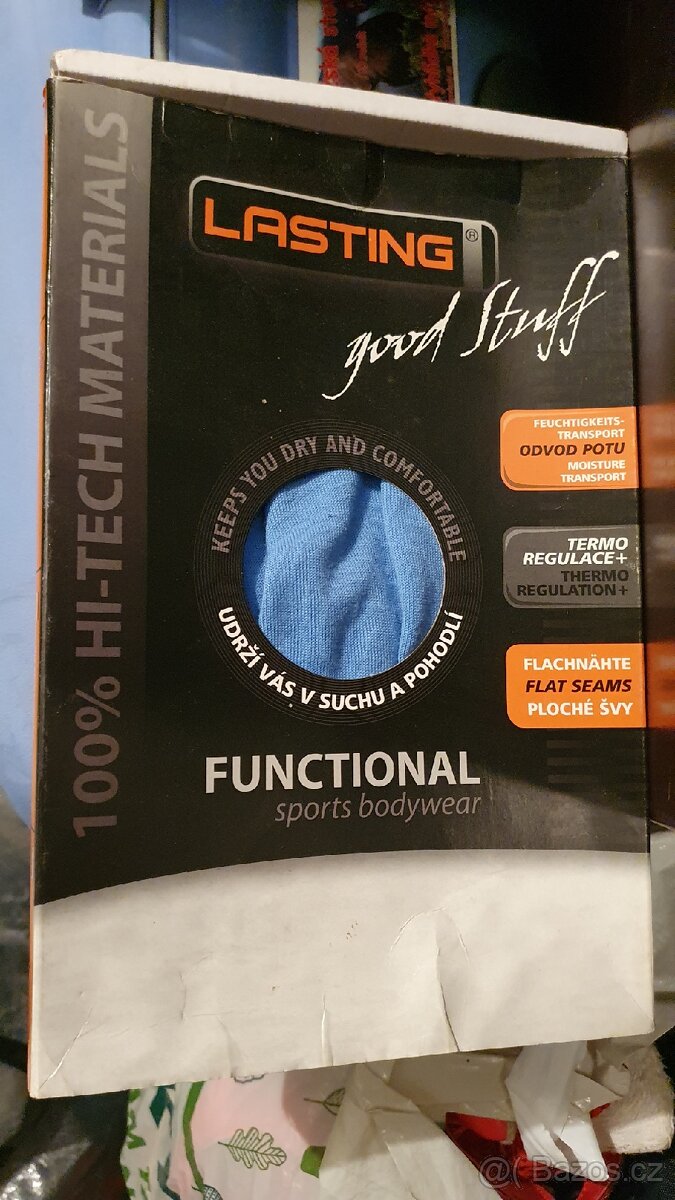 100% HI-TECH MATERIALS
LASTING®
good Stuff
FEUCHTIGKEITS-
TRANSPORT
ODVOD POTU
MOISTURE
TRANSPORT
KEEPS YOU DRY AND COMFORTABLE
UDRŽÍ VÁS V SUCHU A POHODLÍ
TERMO
REGULACE+
THERMO
REGULATION+
FLACHNÄHTE
FLAT SEAMS
PLOCHÉ ŠVY
FUNCTIONAL
sports bodywear
Bazos.cz